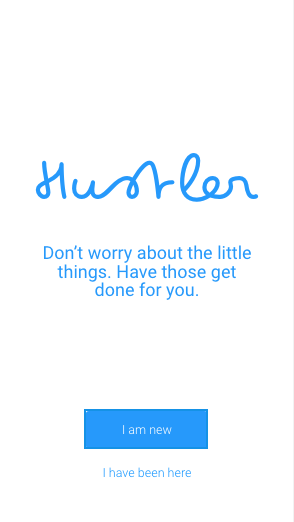 Hustler
Don't worry about the little
things. Have those get
done for you.
I am new
I have been here